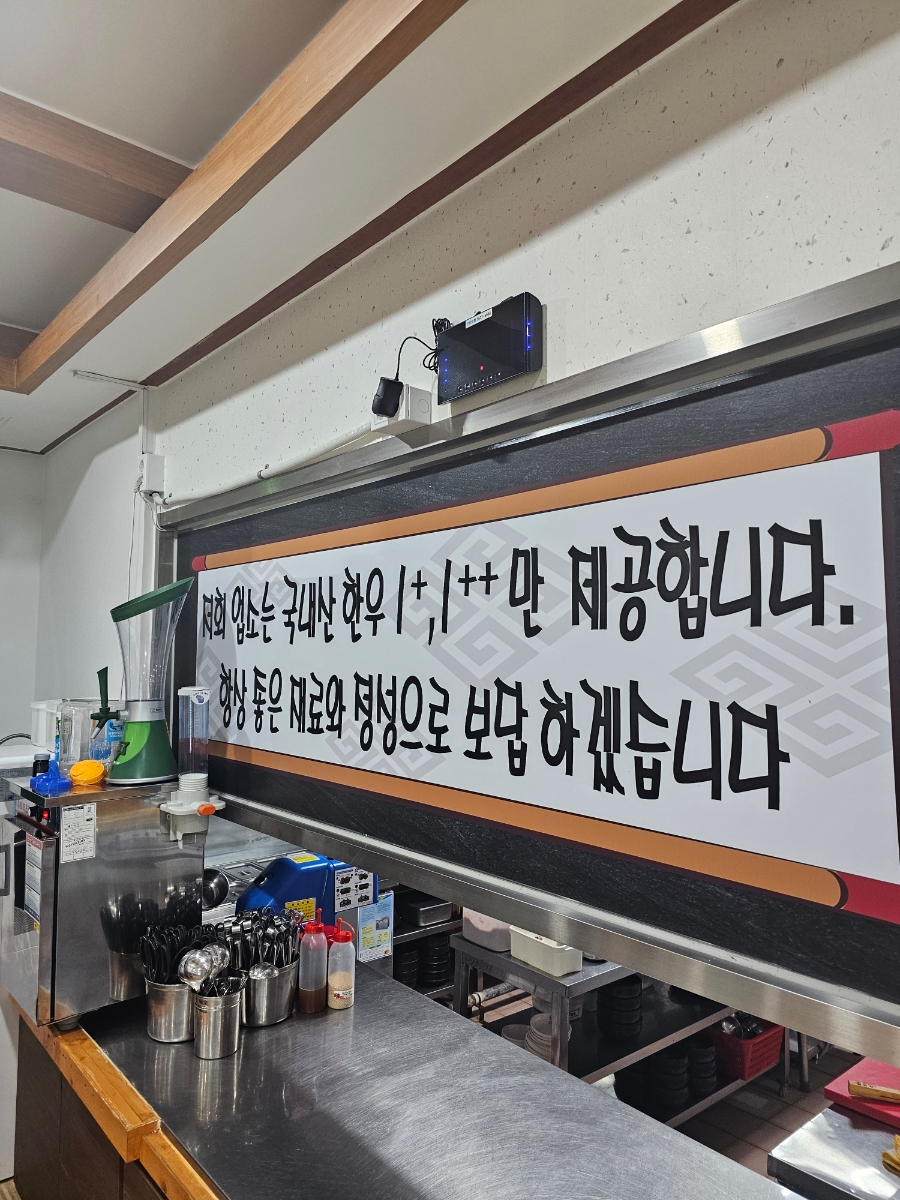 저희 업소는 국내산 한우 1+,1++ 만 제공합니다.
항상 좋은 재료와 정성으로 보답 하겠습니다